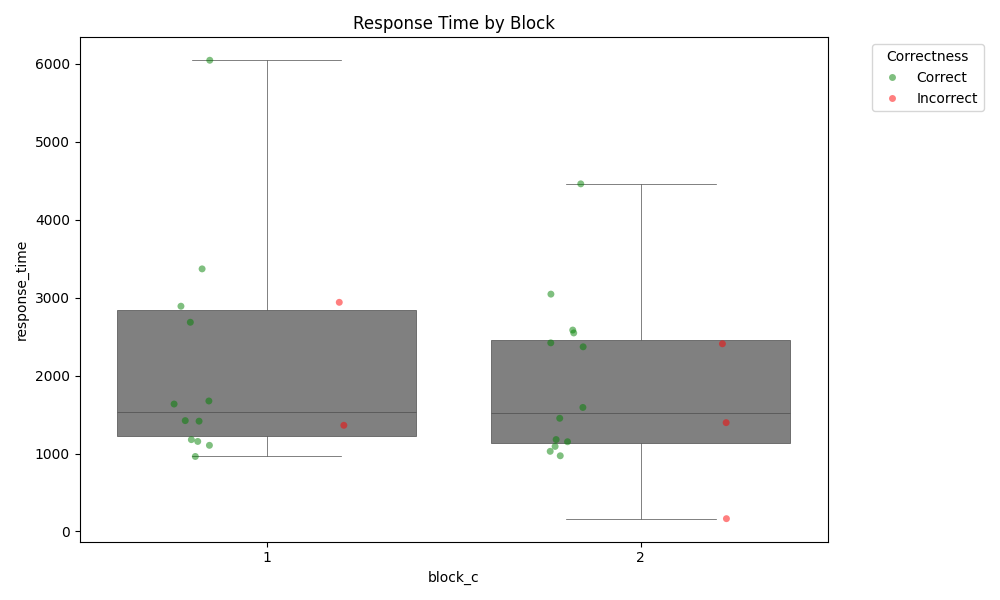 Response Time by Block
Correctness
Correct
Incorrect
response_time
6000
5000
4000
3000
2000
1000
0
1
2
block_c